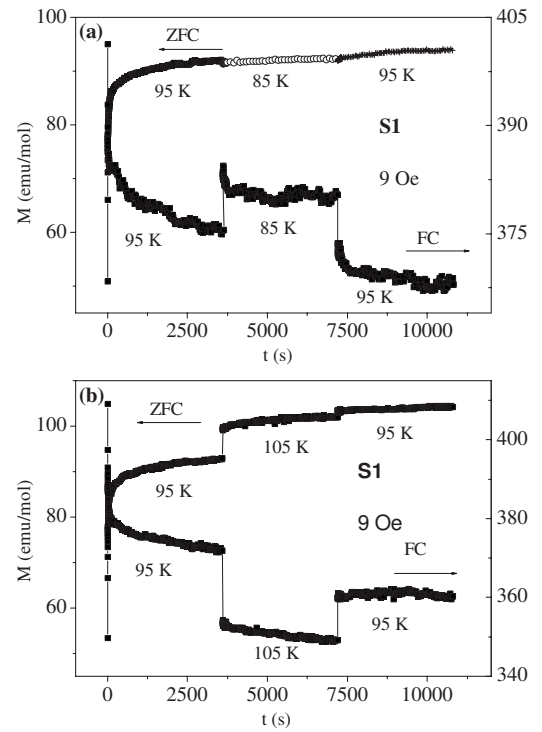 (a)
ZFC
95 K
85 K
95 K
S1
9 Oe
95 K
85 K
FC
95 K
100
80
60
405
390
375
0
2500
5000
7500
10000
M (emu/mol)
t (s)
(b)
ZFC
95 K
105 K
95 K
S1
9 Oe
95 K
FC
105 K
95 K
100
80
60
400
380
360
340
0
2500
5000
7500
10000
M (emu/mol)
t (s)